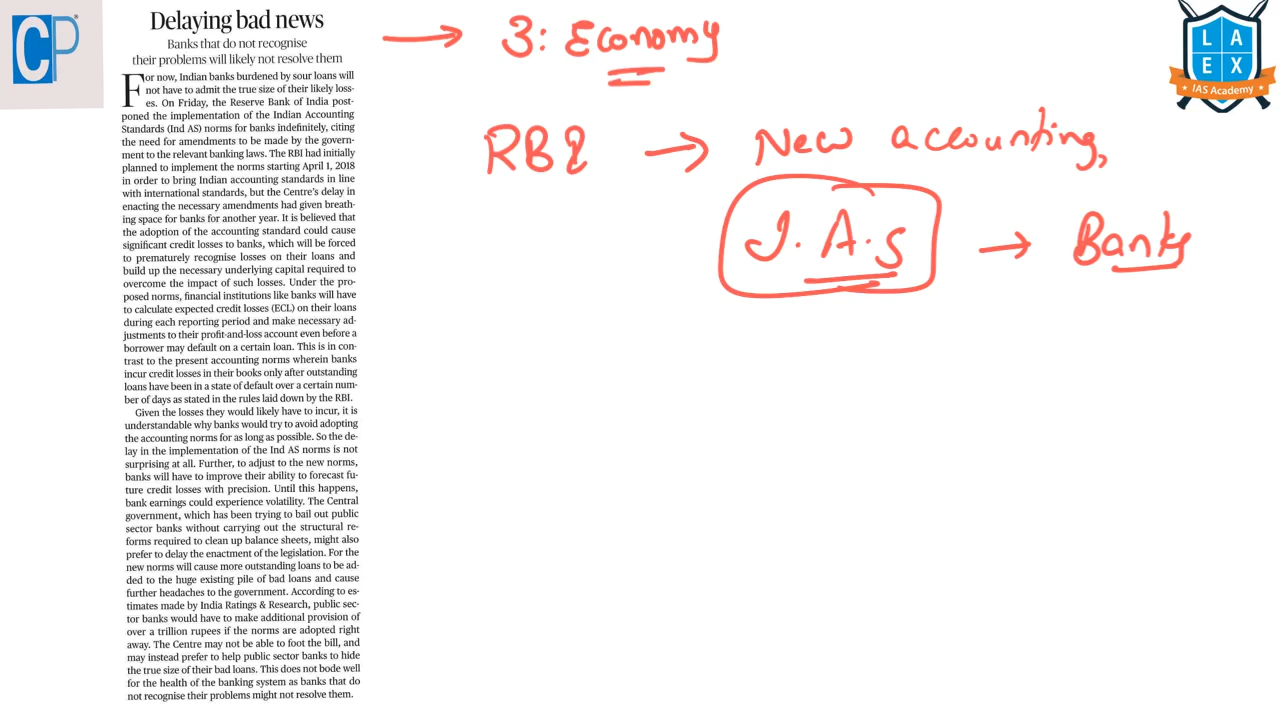 CP
Delaying bad news
Banks that do not recognise
their problems will likely not resolve them
For now, Indian banks burdened by sour loans will
not have to admit the true size of their likely loss-
es. On Friday, the Reserve Bank of India post-
poned the implementation of the Indian Accounting
Standards (Ind AS) norms for banks indefinitely, citing
the need for amendments to be made by the govern-
ment to the relevant banking laws. The RBI had initially
planned to implement the norms starting April 1, 2018
in order to bring Indian accounting standards in line
with international standards, but the Centre's delay in
enacting the necessary amendments had given breath-
ing space for banks for another year. It is believed that
the adoption of the accounting standard could cause
significant credit losses to banks, which will be forced
to prematurely recognise losses on their loans and
build up the necessary underlying capital required to
overcome the impact of such losses. Under the pro-
posed norms, financial institutions like banks will have
to calculate expected credit losses (ECL) on their loans
during each reporting period and make necessary ad-
justments to their profit-and-loss account even before a
borrower may default on a certain loan. This is in con-
trast to the present accounting norms wherein banks
incur credit losses in their books only after outstanding
loans have been in a state of default over a certain num-
ber of days as stated in the rules laid down by the RBI.
Given the losses they would likely have to incur, it is
understandable why banks would try to avoid adopting
the accounting norms for as long as possible. So the de-
lay in the implementation of the Ind AS norms is not
surprising at all. Further, to adjust to the new norms,
banks will have to improve their ability to forecast fu-
ture credit losses with precision. Until this happens,
bank earnings could experience volatility. The Central
government, which has been trying to bail out public
sector banks without carrying out the structural re-
forms required to clean up balance sheets, might also
prefer to delay the enactment of the legislation. For the
new norms will cause more outstanding loans to be ad-
ded to the huge existing pile of bad loans and cause
further headaches to the government. According to es-
timates made by India Ratings & Research, public sec-
tor banks would have to make additional provision of
over a trillion rupees if the norms are adopted right
away. The Centre may not be able to foot the bill, and
may instead prefer to help public sector banks to hide
the true size of their bad loans. This does not bode well
for the health of the banking system as banks that do
not recognise their problems might not resolve them.
→ 3: Economy
RBI → New accounting,
I.A.S → Banks
LA
EX
IAS Academy